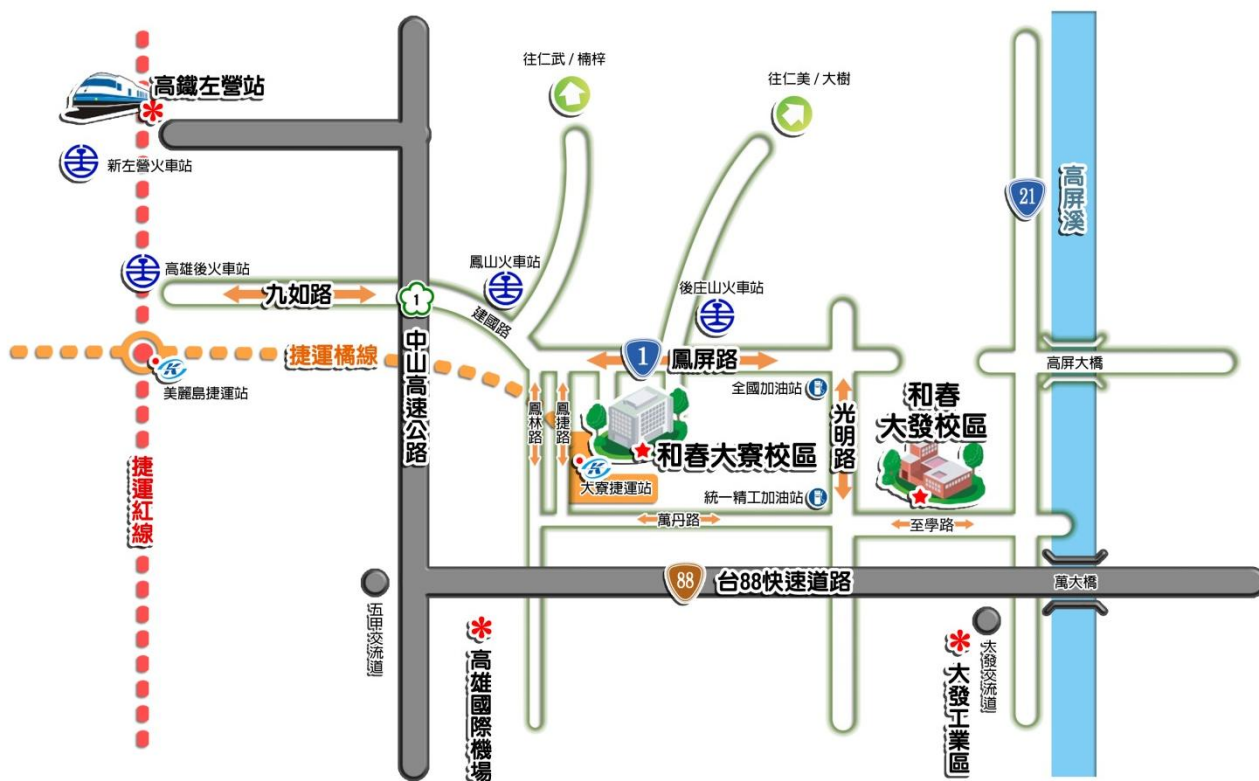 往仁武 / 楠梓
往仁美 / 大樹
高鐵左營站
新左營火車站
21
高屏溪
高雄後火車站
鳳山火車站
後庄山火車站
九如路
1
建國路
中山高速公路
捷運橘線
1
鳳屏路
高屏大橋
美麗島捷運站
全國加油站
鳳林路
鳳捷路
光明路
和春
大發校區
和春大寮校區
大寮捷運站
統一精工加油站
捷運紅線
萬丹路
至學路
88
台88快速道路
萬大橋
五甲交流道
高雄國際機場
大發工業區
大發交流道